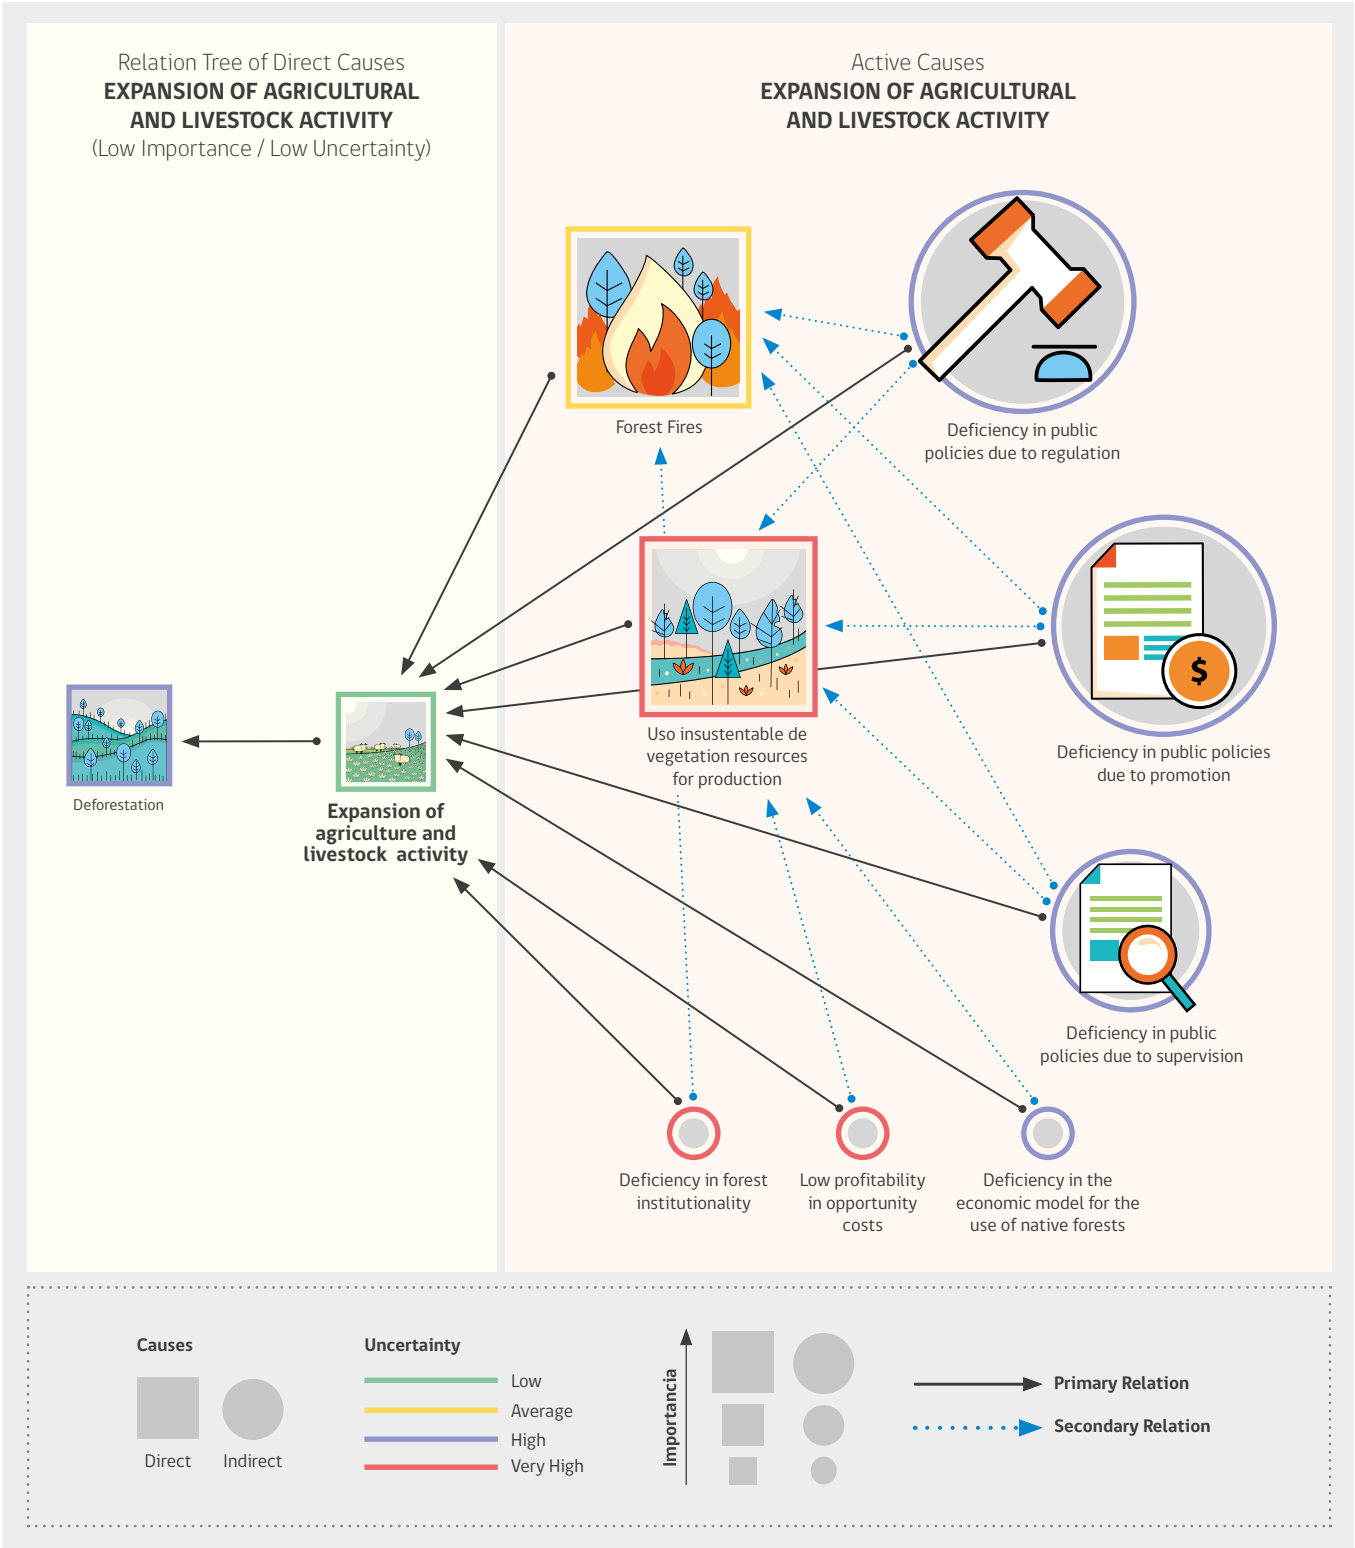 Relation Tree of Direct Causes
EXPANSION OF AGRICULTURAL
AND LIVESTOCK ACTIVITY
(Low Importance / Low Uncertainty)
Active Causes
EXPANSION OF AGRICULTURAL
AND LIVESTOCK ACTIVITY
Forest Fires
Deficiency in public
policies due to regulation
$
Uso insustentable de
vegetation resources
for production
Deficiency in public policies
due to promotion
Deforestation
Expansion of
agriculture and
livestock activity
Deficiency in public
policies due to supervision
Deficiency in forest
institutionality
Low profitability
in opportunity
costs
Deficiency in the
economic model for the
use of native forests
Causes
Direct
Indirect
Uncertainty
Low
Average
High
Very High
Importancia
Primary Relation
Secondary Relation